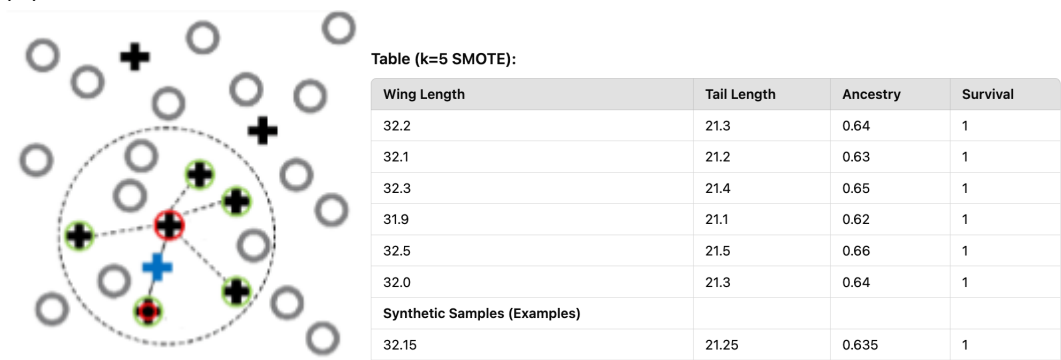 Table (k=5 SMOTE):
Wing Length Tail Length Ancestry Survival
32.2 21.3 0.64 1
32.1 21.2 0.63 1
32.3 21.4 0.65 1
31.9 21.1 0.62 1
32.5 21.5 0.66 1
32.0 21.3 0.64 1
Synthetic Samples (Examples)
32.15 21.25 0.635 1